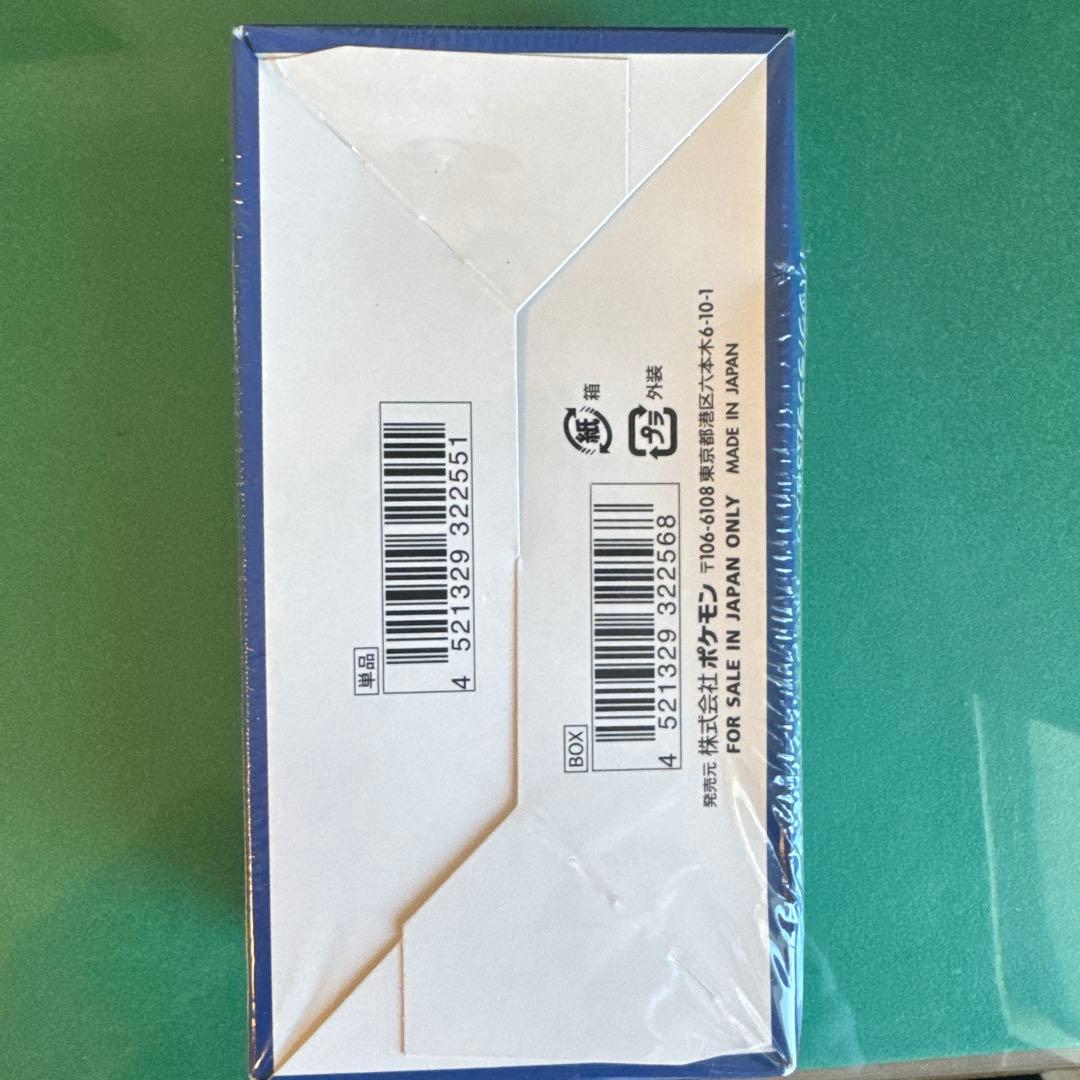 単品
4 521329 322551
紙 箱
プラ 外装
BOX
4 521329 322568
発売元 株式会社ポケモン 〒106-6108 東京都港区六本木6-10-1
FOR SALE IN JAPAN ONLY MADE IN JAPAN